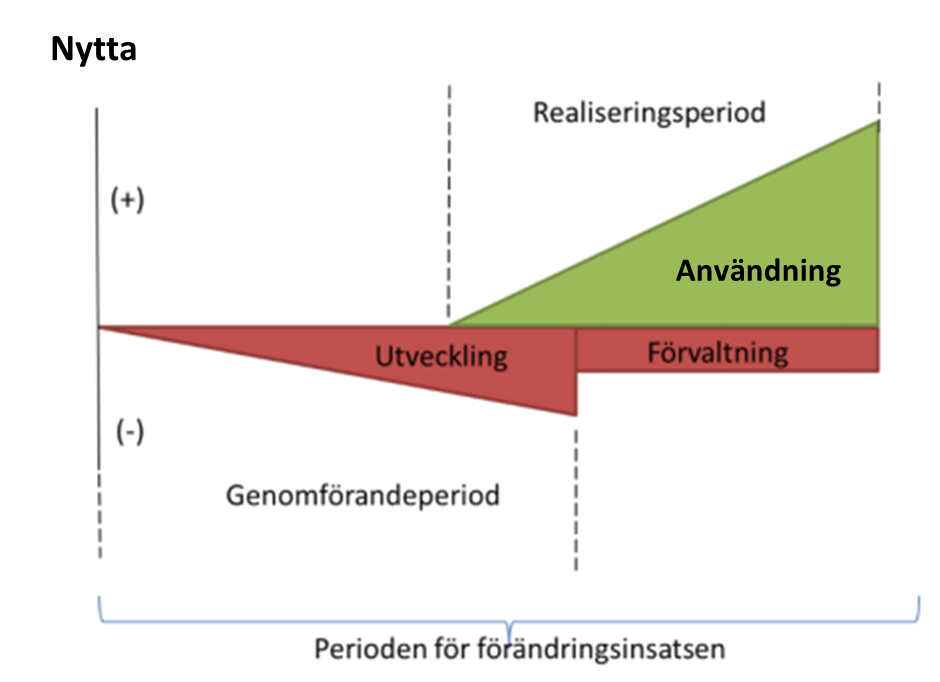 Nytta
Realiseringsperiod
(+)
Användning
Utveckling
Förvaltning
(-)
Genomförandeperiod
Perioden för förändringsinsatsen